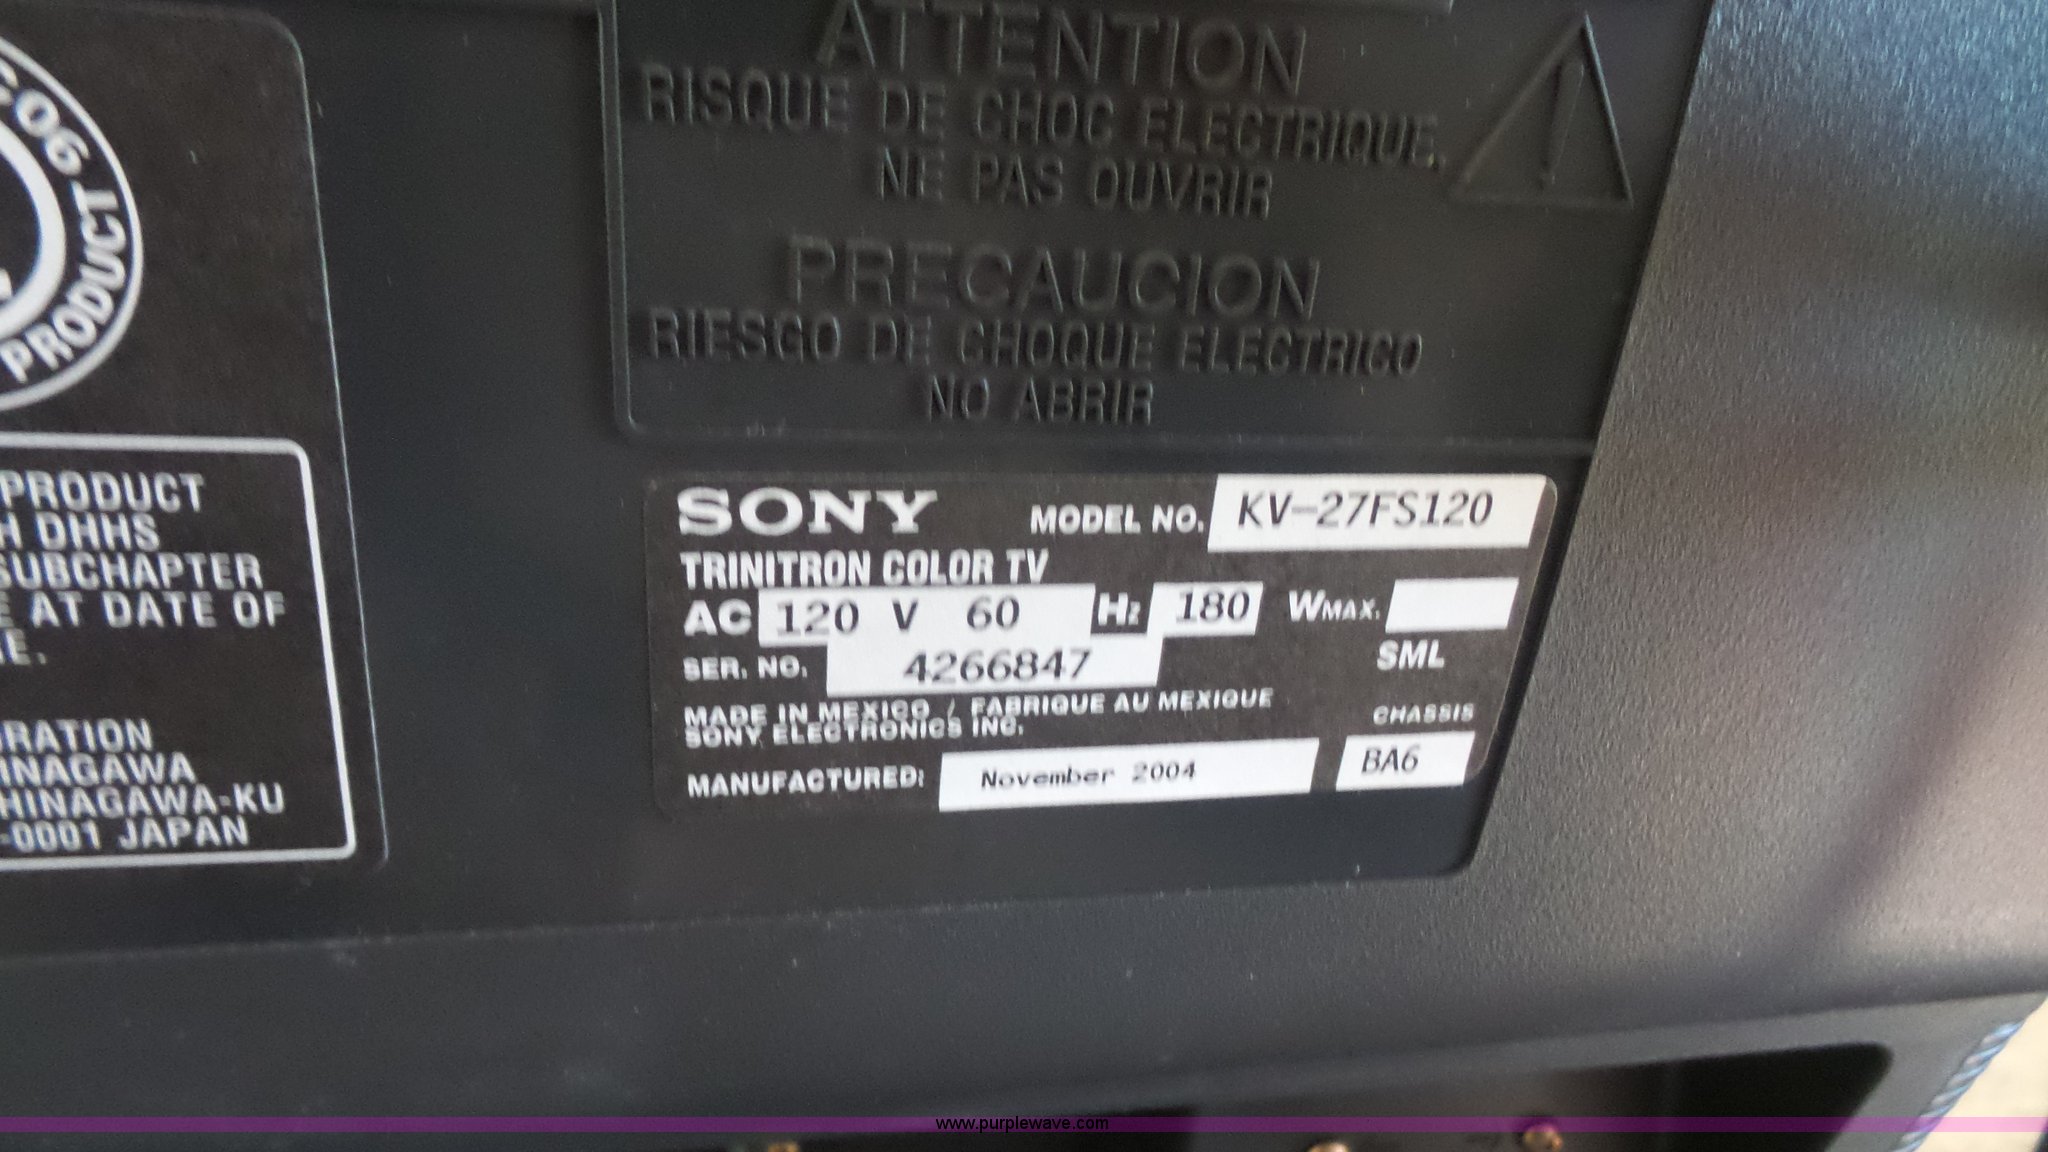 06
PRODUCT
PRODUCT
PRODUCT
H DHHS
SUBCHAPTER
E AT DATE OF
E.
RATION
INAGAWA
HINAGAWA-KU
-0001 JAPAN
ATTENTION
RISQUE DE CHOC ELECTRIQUE.
NE PAS OUVRIR
PRECAUCION
RIESGO DE CHOQUE ELECTRICO
NO ABRIR
SONY MODEL NO. KV-27FS120
TRINITRON COLOR TV
AC 120 V 60 Hz 180 WMAX.
SER. NO. 4266847 SML
MADE IN MEXICO / FABRIQUE AU MEXIQUE
SONY ELECTRONICS INC. CHASSIS
MANUFACTURED: November 2004 BA6
www.purplewave.com